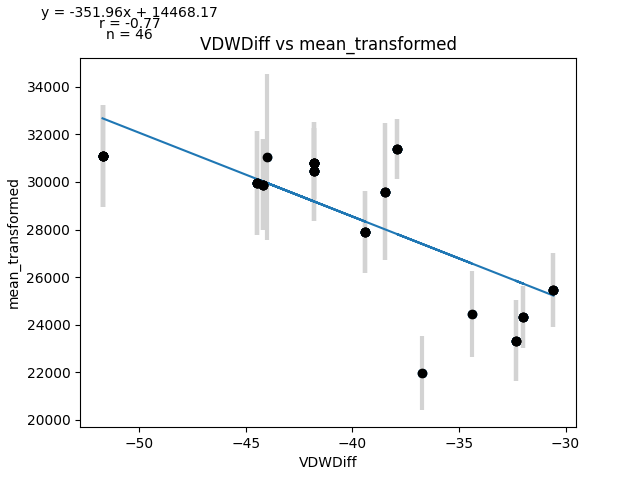 y = -351.96x + 14468.17
r = -0.77
n = 46
VDWDiff vs mean_transformed
mean_transformed
34000
32000
30000
28000
26000
24000
22000
20000
−50
−45
−40
−35
−30
VDWDiff